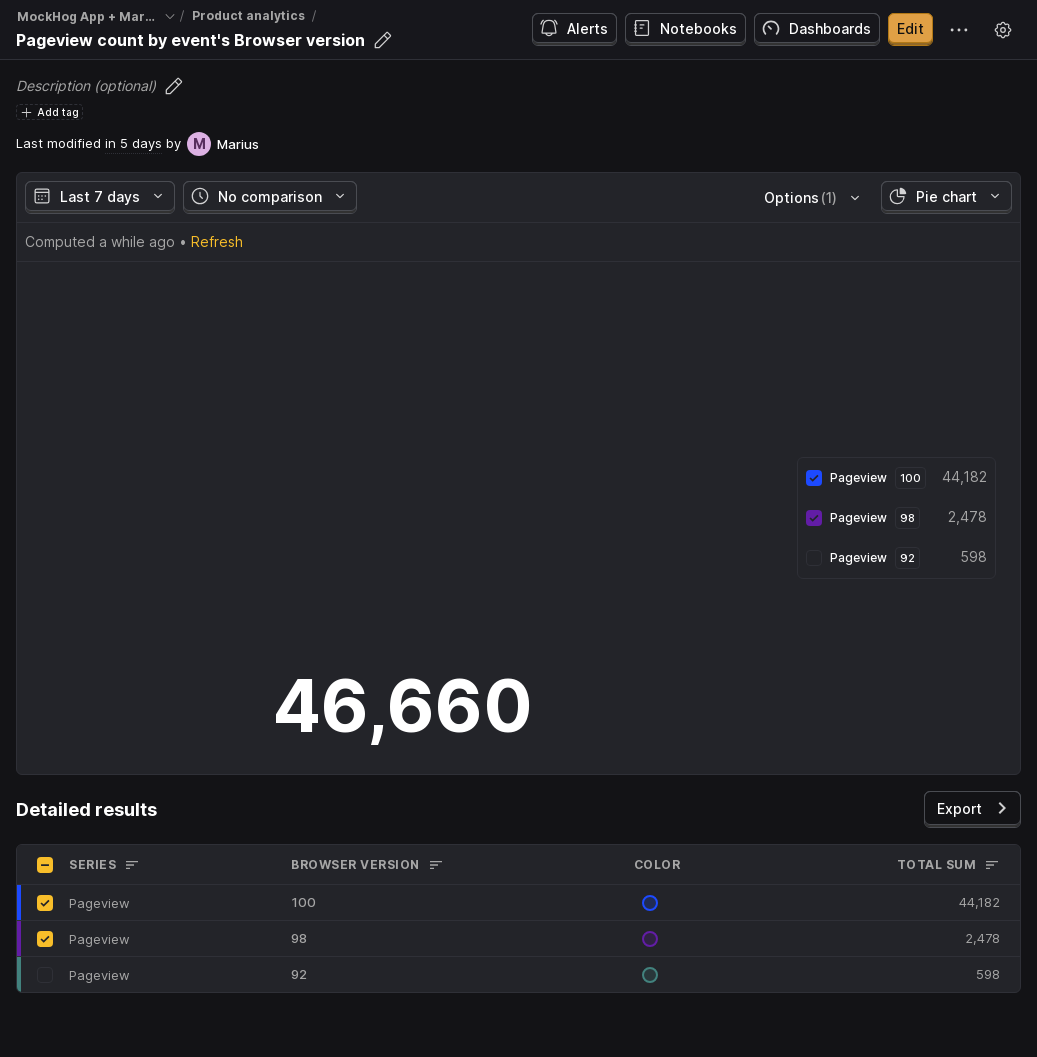 MockHog App + Mar... / Product analytics /
Pageview count by event's Browser version
Alerts Notebooks Dashboards Edit
Description (optional)
+ Add tag
Last modified in 5 days by M Marius
Last 7 days No comparison Options (1) Pie chart
Computed a while ago • Refresh
Pageview 100 44,182
Pageview 98 2,478
Pageview 92 598
46,660
Detailed results Export
SERIES BROWSER VERSION COLOR TOTAL SUM
Pageview 100 44,182
Pageview 98 2,478
Pageview 92 598